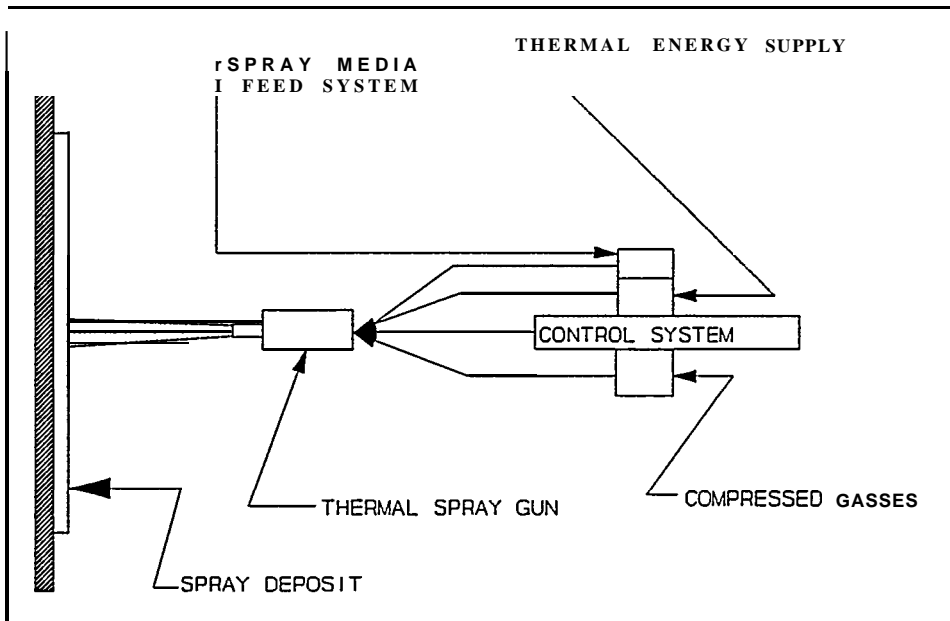 THERMAL ENERGY SUPPLY
rSPRAY MEDIA
I FEED SYSTEM
CONTROL SYSTEM
THERMAL SPRAY GUN
COMPRESSED GASSES
SPRAY DEPOSIT